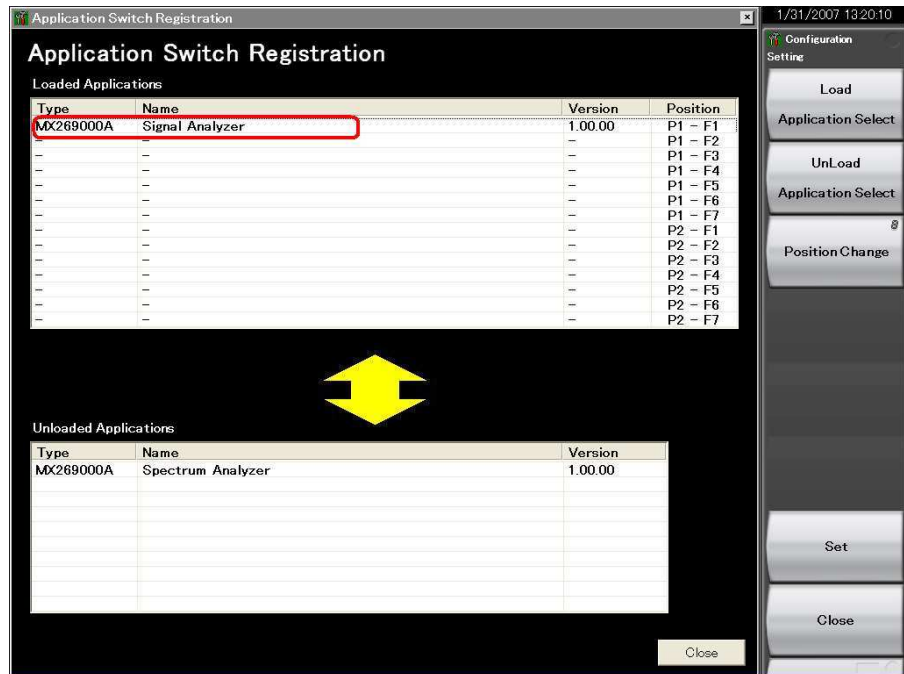 Application Switch Registration
1/31/2007 13:20:10
Application Switch Registration
Loaded Applications
Type Name Version Position
MX269000A Signal Analyzer 1.00.00 P1 - F1
- - - P1 - F2
- - - P1 - F3
- - - P1 - F4
- - - P1 - F5
- - - P1 - F6
- - - P1 - F7
- - - P2 - F1
- - - P2 - F2
- - - P2 - F3
- - - P2 - F4
- - - P2 - F5
- - - P2 - F6
- - - P2 - F7
Unloaded Applications
Type Name Version
MX269000A Spectrum Analyzer 1.00.00
Close
Configuration
Setting
Load
Application Select
UnLoad
Application Select
Position Change
Set
Close